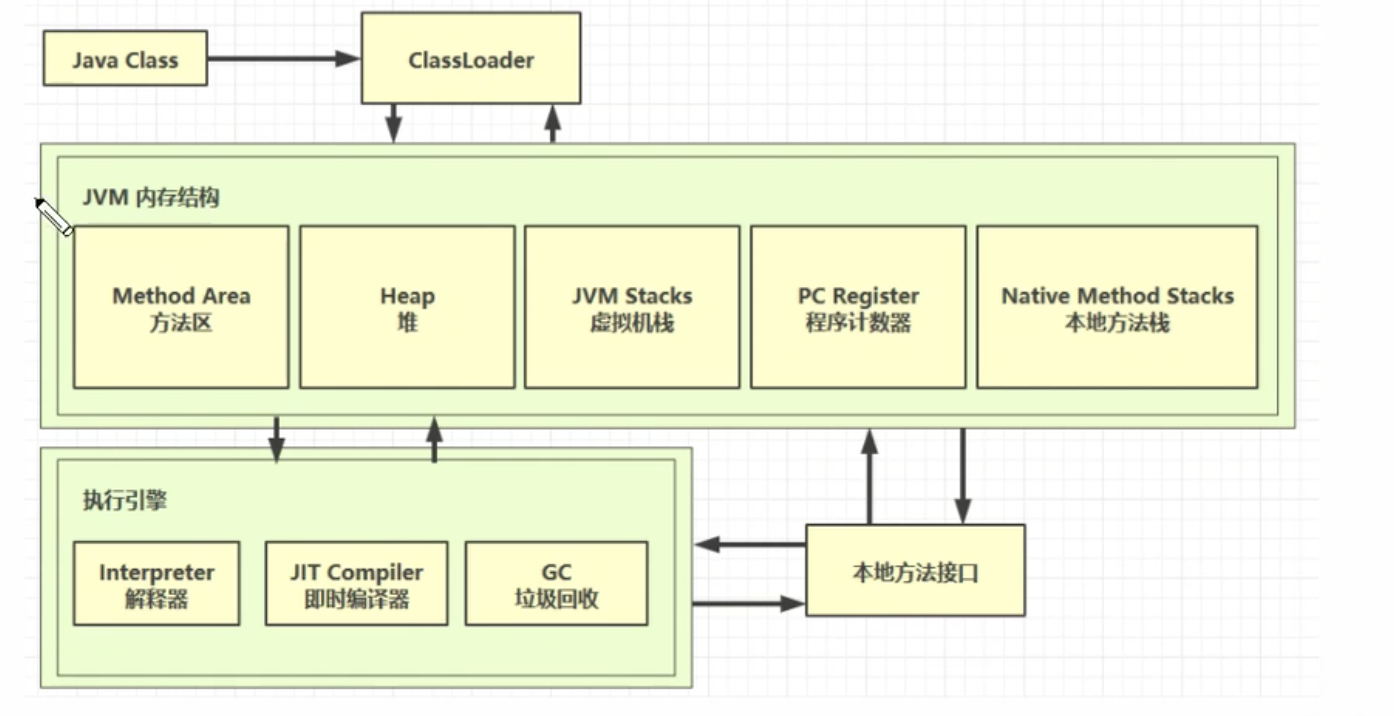 Java Class
ClassLoader
JVM 内存结构
Method Area
方法区
Heap
堆
JVM Stacks
虚拟机栈
PC Register
程序计数器
Native Method Stacks
本地方法栈
执行引擎
Interpreter
解释器
JIT Compiler
即时编译器
GC
垃圾回收
本地方法接口